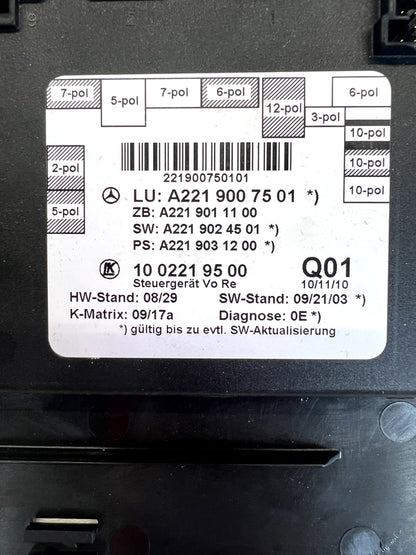 7-pol
5-pol
7-pol
6-pol
12-pol
3-pol
6-pol
10-pol
10-pol
10-pol
2-pol
5-pol
221900750101
LU: A221 900 75 01 *)
ZB: A221 901 11 00
SW: A221 902 45 01 *)
PS: A221 903 12 00 *)
10 0221 95 00 Q01
Steuergerät Vo Re 10/11/10
HW-Stand: 08/29 SW-Stand: 09/21/03 *)
K-Matrix: 09/17a Diagnose: 0E *)
*) gültig bis zu evtl. SW-Aktualisierung